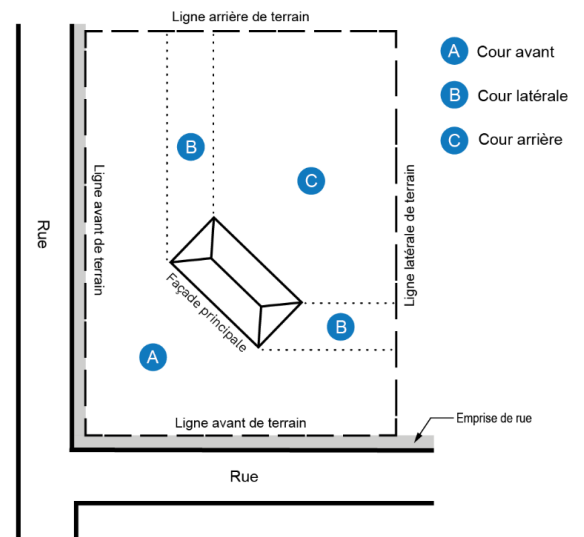 Ligne arrière de terrain
A Cour avant
B Cour latérale
C Cour arrière
B
C
Ligne avant de terrain
Ligne latérale de terrain
Rue
Façade principale
B
A
Ligne avant de terrain
Emprise de rue
Rue